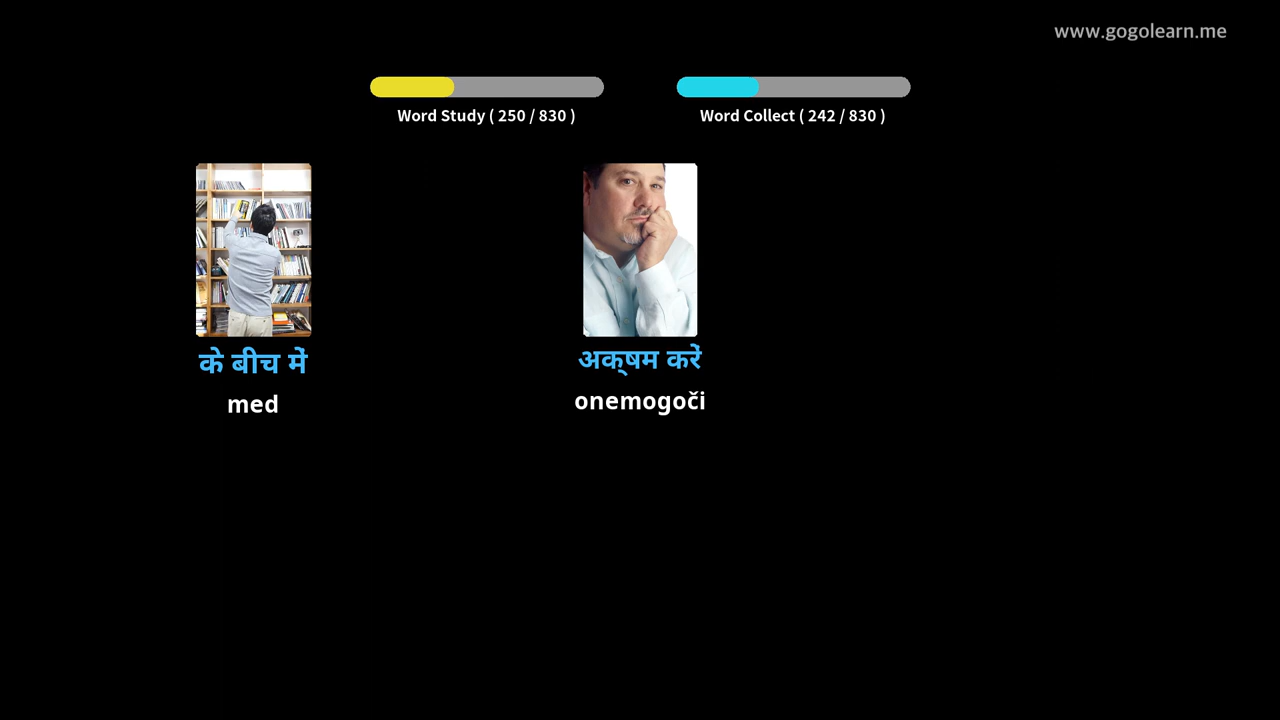 www.gogolearn.me
Word Study ( 250 / 830 )
Word Collect ( 242 / 830 )
के बीच में
med
अक्षम करें
onemogoči